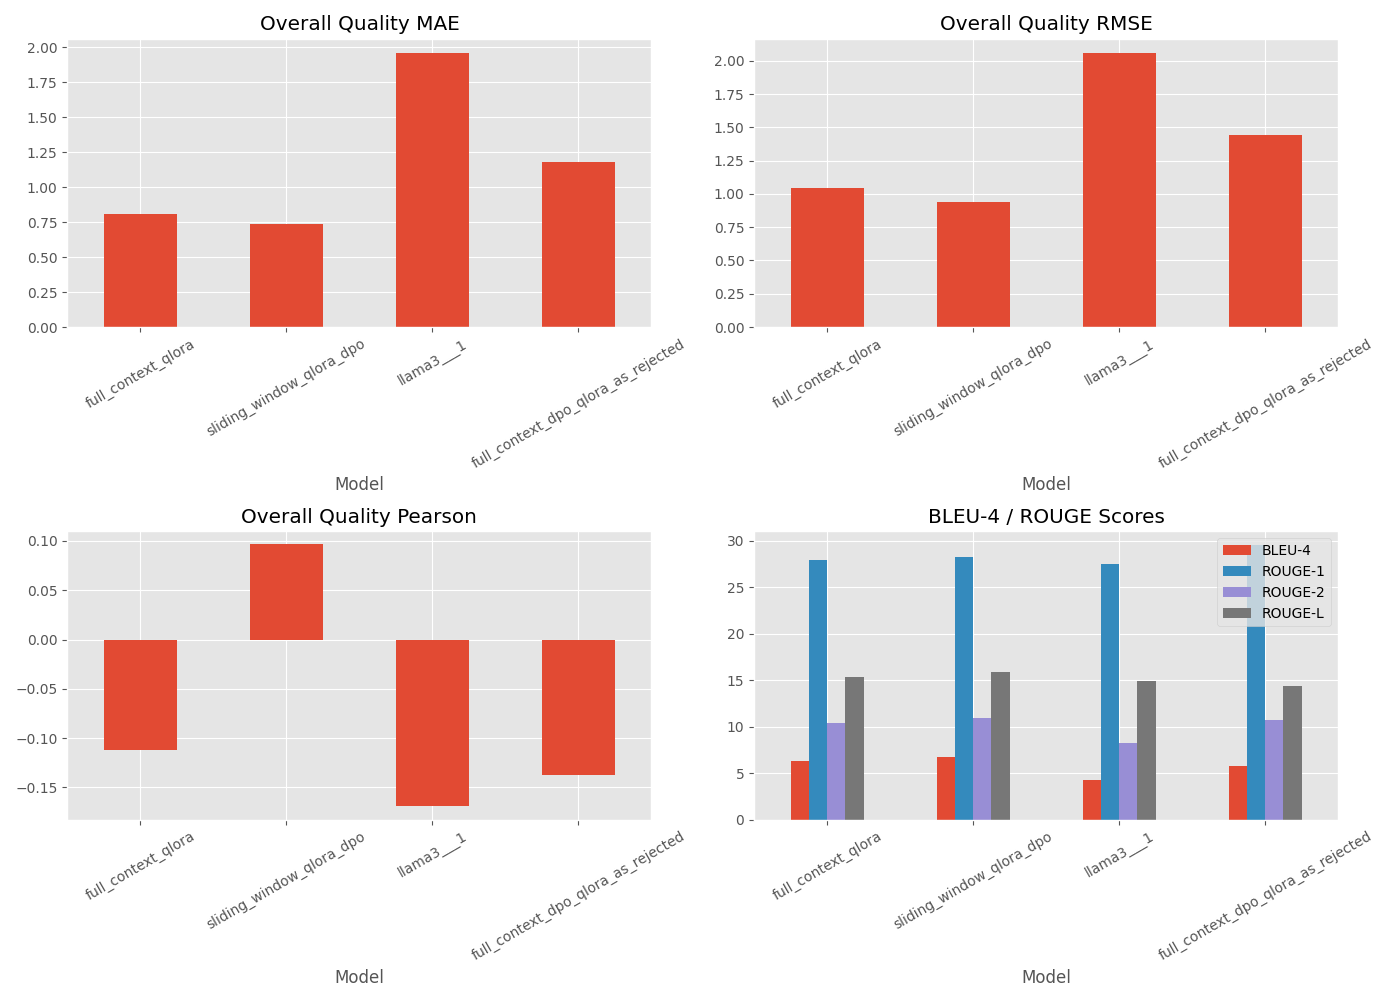 Overall Quality MAE
2.00
1.75
1.50
1.25
1.00
0.75
0.50
0.25
0.00
full_context_qlora
sliding_window_qlora_dpo
llama3___1
full_context_dpo_qlora_as_rejected
Model
Overall Quality RMSE
2.00
1.75
1.50
1.25
1.00
0.75
0.50
0.25
0.00
full_context_qlora
sliding_window_qlora_dpo
llama3___1
full_context_dpo_qlora_as_rejected
Model
Overall Quality Pearson
0.10
0.05
0.00
−0.05
−0.10
−0.15
full_context_qlora
sliding_window_qlora_dpo
llama3___1
full_context_dpo_qlora_as_rejected
Model
BLEU-4 / ROUGE Scores
30
25
20
15
10
5
0
BLEU-4
ROUGE-1
ROUGE-2
ROUGE-L
full_context_qlora
sliding_window_qlora_dpo
llama3___1
full_context_dpo_qlora_as_rejected
Model